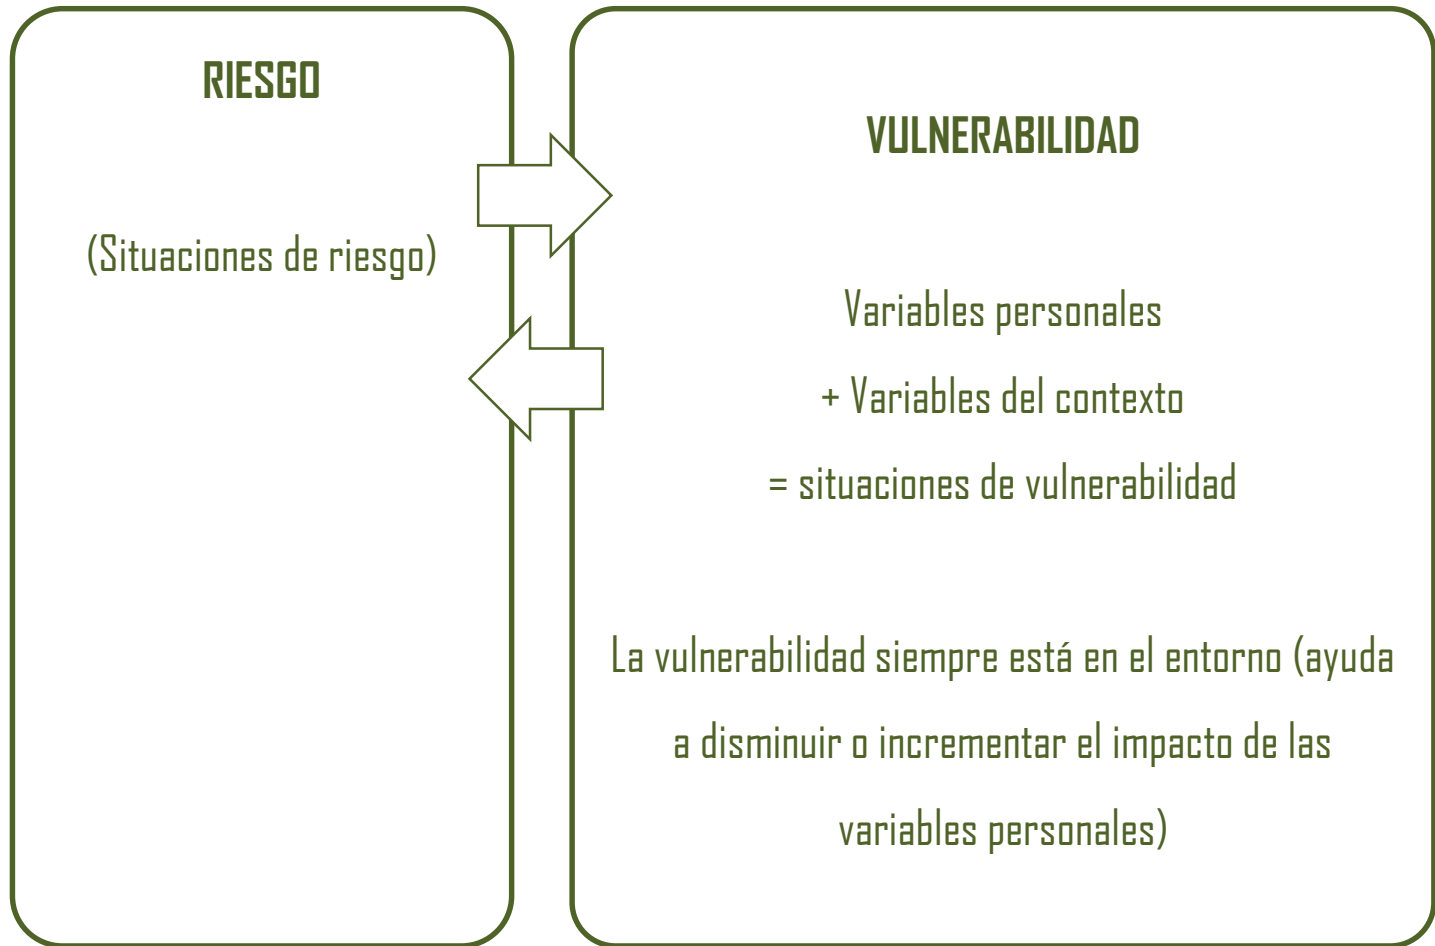 RIESGO
(Situaciones de riesgo)
VULNERABILIDAD
Variables personales
+ Variables del contexto
= situaciones de vulnerabilidad
La vulnerabilidad siempre está en el entorno (ayuda
a disminuir o incrementar el impacto de las
variables personales)